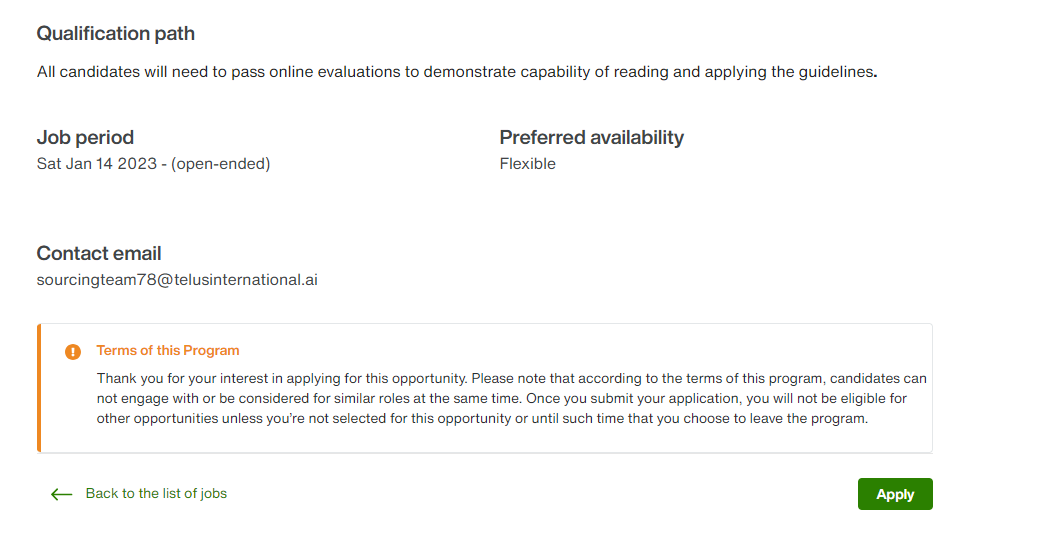 Qualification path
All candidates will need to pass online evaluations to demonstrate capability of reading and applying the guidelines.
Job period
Sat Jan 14 2023 - (open-ended)
Preferred availability
Flexible
Contact email
sourcingteam78@telusinternational.ai
Terms of this Program
Thank you for your interest in applying for this opportunity. Please note that according to the terms of this program, candidates can
not engage with or be considered for similar roles at the same time. Once you submit your application, you will not be eligible for
other opportunities unless you’re not selected for this opportunity or until such time that you choose to leave the program.
Back to the list of jobs
Apply